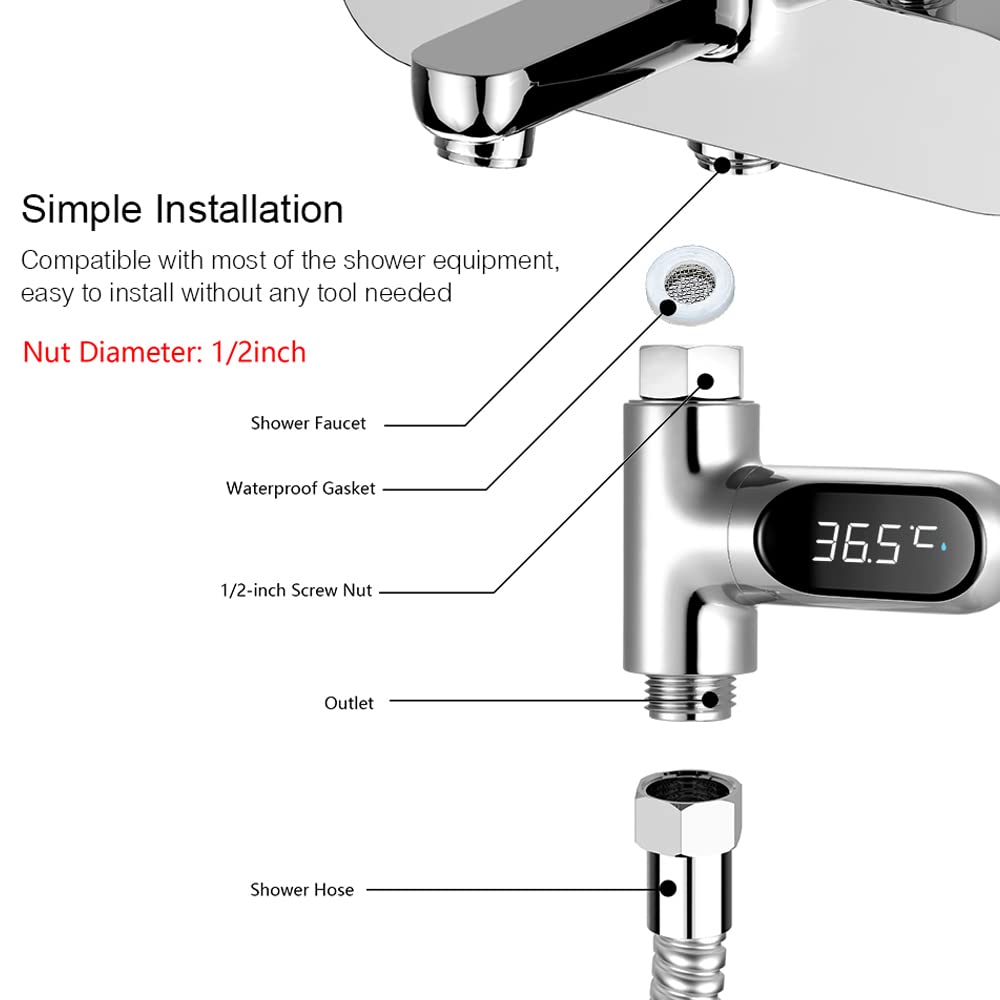 Simple Installation
Compatible with most of the shower equipment,
easy to install without any tool needed
Nut Diameter: 1/2inch
Shower Faucet
Waterproof Gasket
36.5°C
1/2-inch Screw Nut
Outlet
Shower Hose